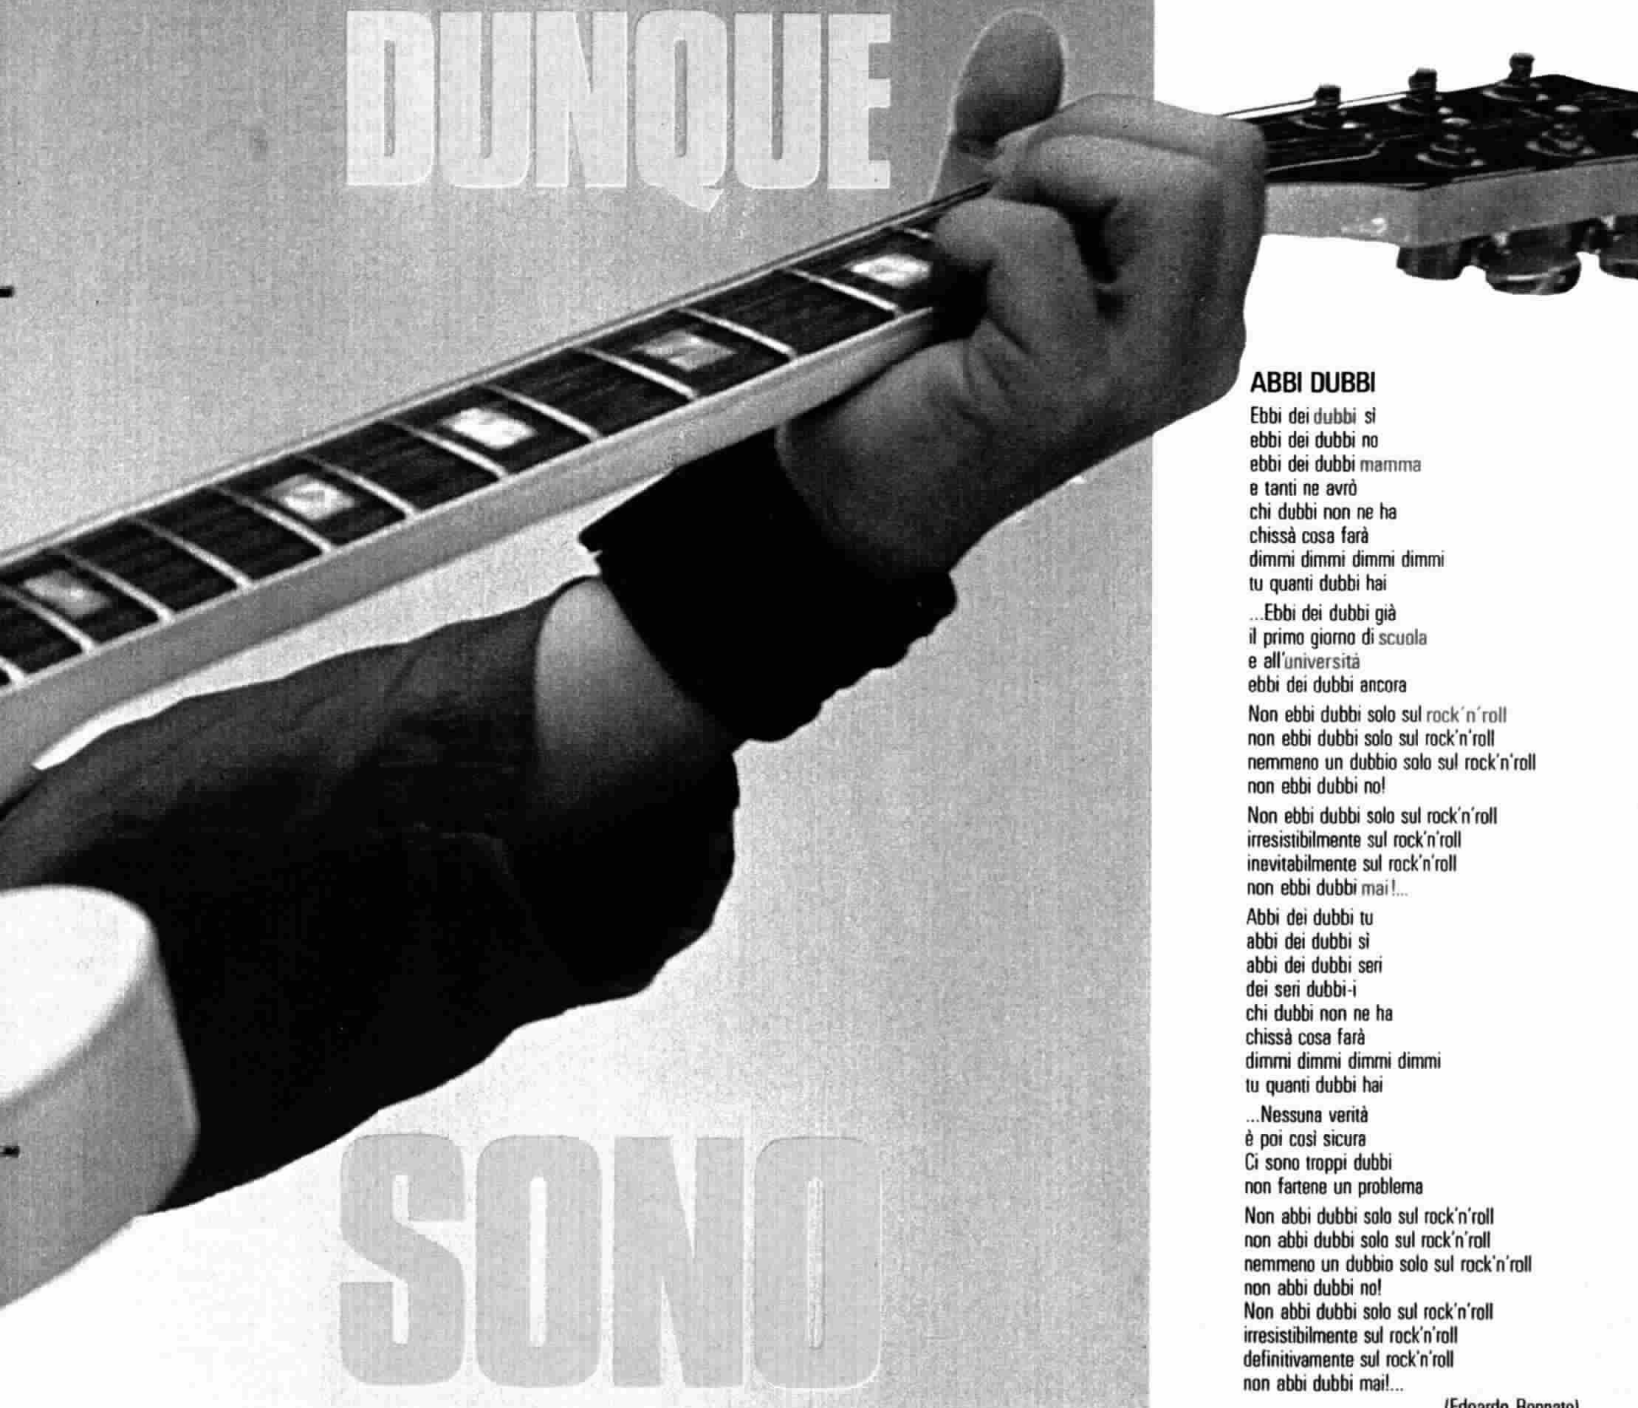 DUNQUE
SONO
ABBI DUBBI
Ebbi dei dubbi sì
ebbi dei dubbi no
ebbi dei dubbi mamma
e tanti ne avrò
chi dubbi non ne ha
chissà cosa farà
dimmi dimmi dimmi dimmi
tu quanti dubbi hai
...Ebbi dei dubbi già
il primo giorno di scuola
e all'università
ebbi dei dubbi ancora
Non ebbi dubbi solo sul rock'n'roll
non ebbi dubbi solo sul rock'n'roll
nemmeno un dubbio solo sul rock'n'roll
non ebbi dubbi no!
Non ebbi dubbi solo sul rock'n'roll
irresistibilmente sul rock'n'roll
inevitabilmente sul rock'n'roll
non ebbi dubbi mai!...
Abbi dei dubbi tu
abbi dei dubbi sì
abbi dei dubbi seri
dei seri dubbi-i
chi dubbi non ne ha
chissà cosa farà
dimmi dimmi dimmi dimmi
tu quanti dubbi hai
...Nessuna verità
è poi così sicura
Ci sono troppi dubbi
non fartene un problema
Non abbi dubbi solo sul rock'n'roll
non abbi dubbi solo sul rock'n'roll
nemmeno un dubbio solo sul rock'n'roll
non abbi dubbi no!
Non abbi dubbi solo sul rock'n'roll
irresistibilmente sul rock'n'roll
definitivamente sul rock'n'roll
non abbi dubbi mai!...
(Edoardo Bennato)